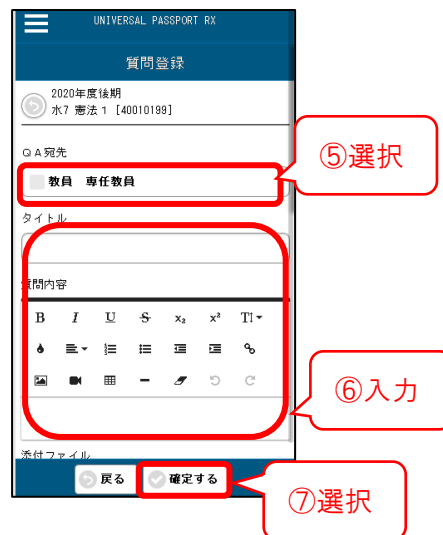 UNIVERSAL PASSPORT RX
質問登録
2020年度後期
水7 憲法1 [40010199]
QA宛先
⑤選択
教員 専任教員
タイトル
質問内容
B I U S x₂ x² TI
⑥入力
添付ファイル
戻る 確定する
⑦選択